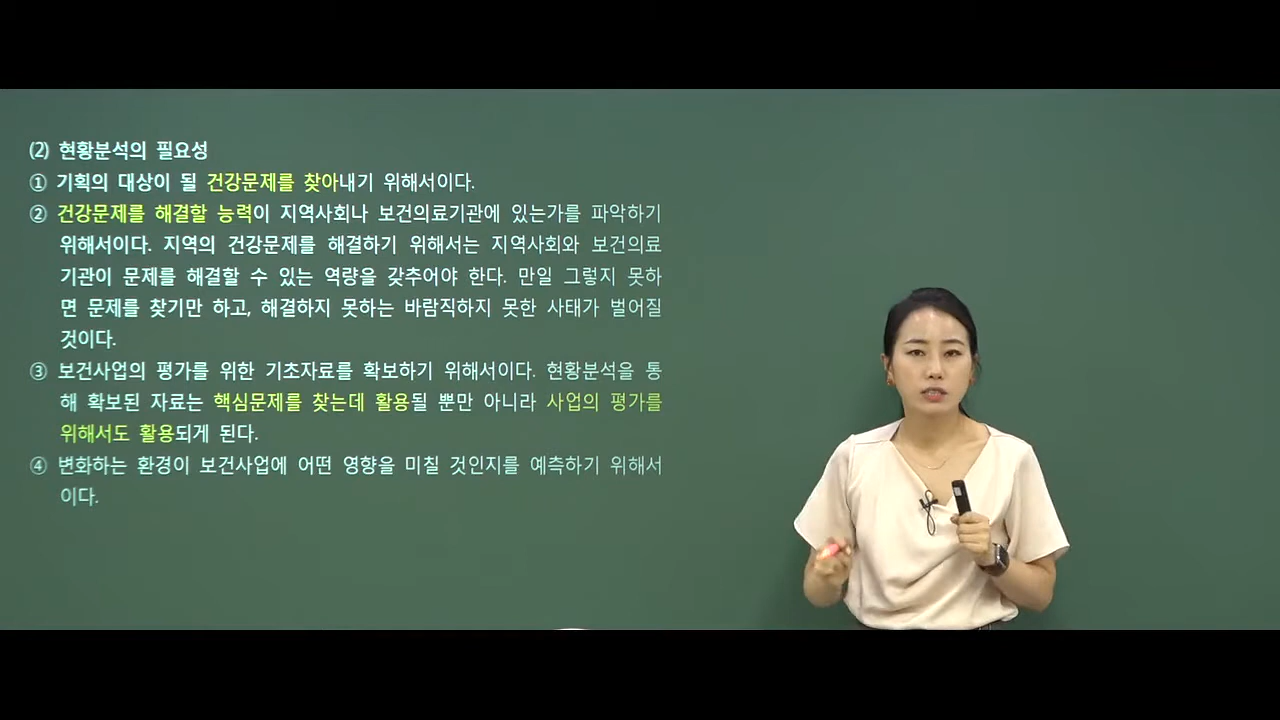 (2) 현황분석의 필요성
① 기획의 대상이 될 건강문제를 찾아내기 위해서이다.
② 건강문제를 해결할 능력이 지역사회나 보건의료기관에 있는가를 파악하기
위해서이다. 지역의 건강문제를 해결하기 위해서는 지역사회와 보건의료
기관이 문제를 해결할 수 있는 역량을 갖추어야 한다. 만일 그렇지 못하
면 문제를 찾기만 하고, 해결하지 못하는 바람직하지 못한 사태가 벌어질
것이다.
③ 보건사업의 평가를 위한 기초자료를 확보하기 위해서이다. 현황분석을 통
해 확보된 자료는 핵심문제를 찾는데 활용될 뿐만 아니라 사업의 평가를
위해서도 활용되게 된다.
④ 변화하는 환경이 보건사업에 어떤 영향을 미칠 것인지를 예측하기 위해서
이다.